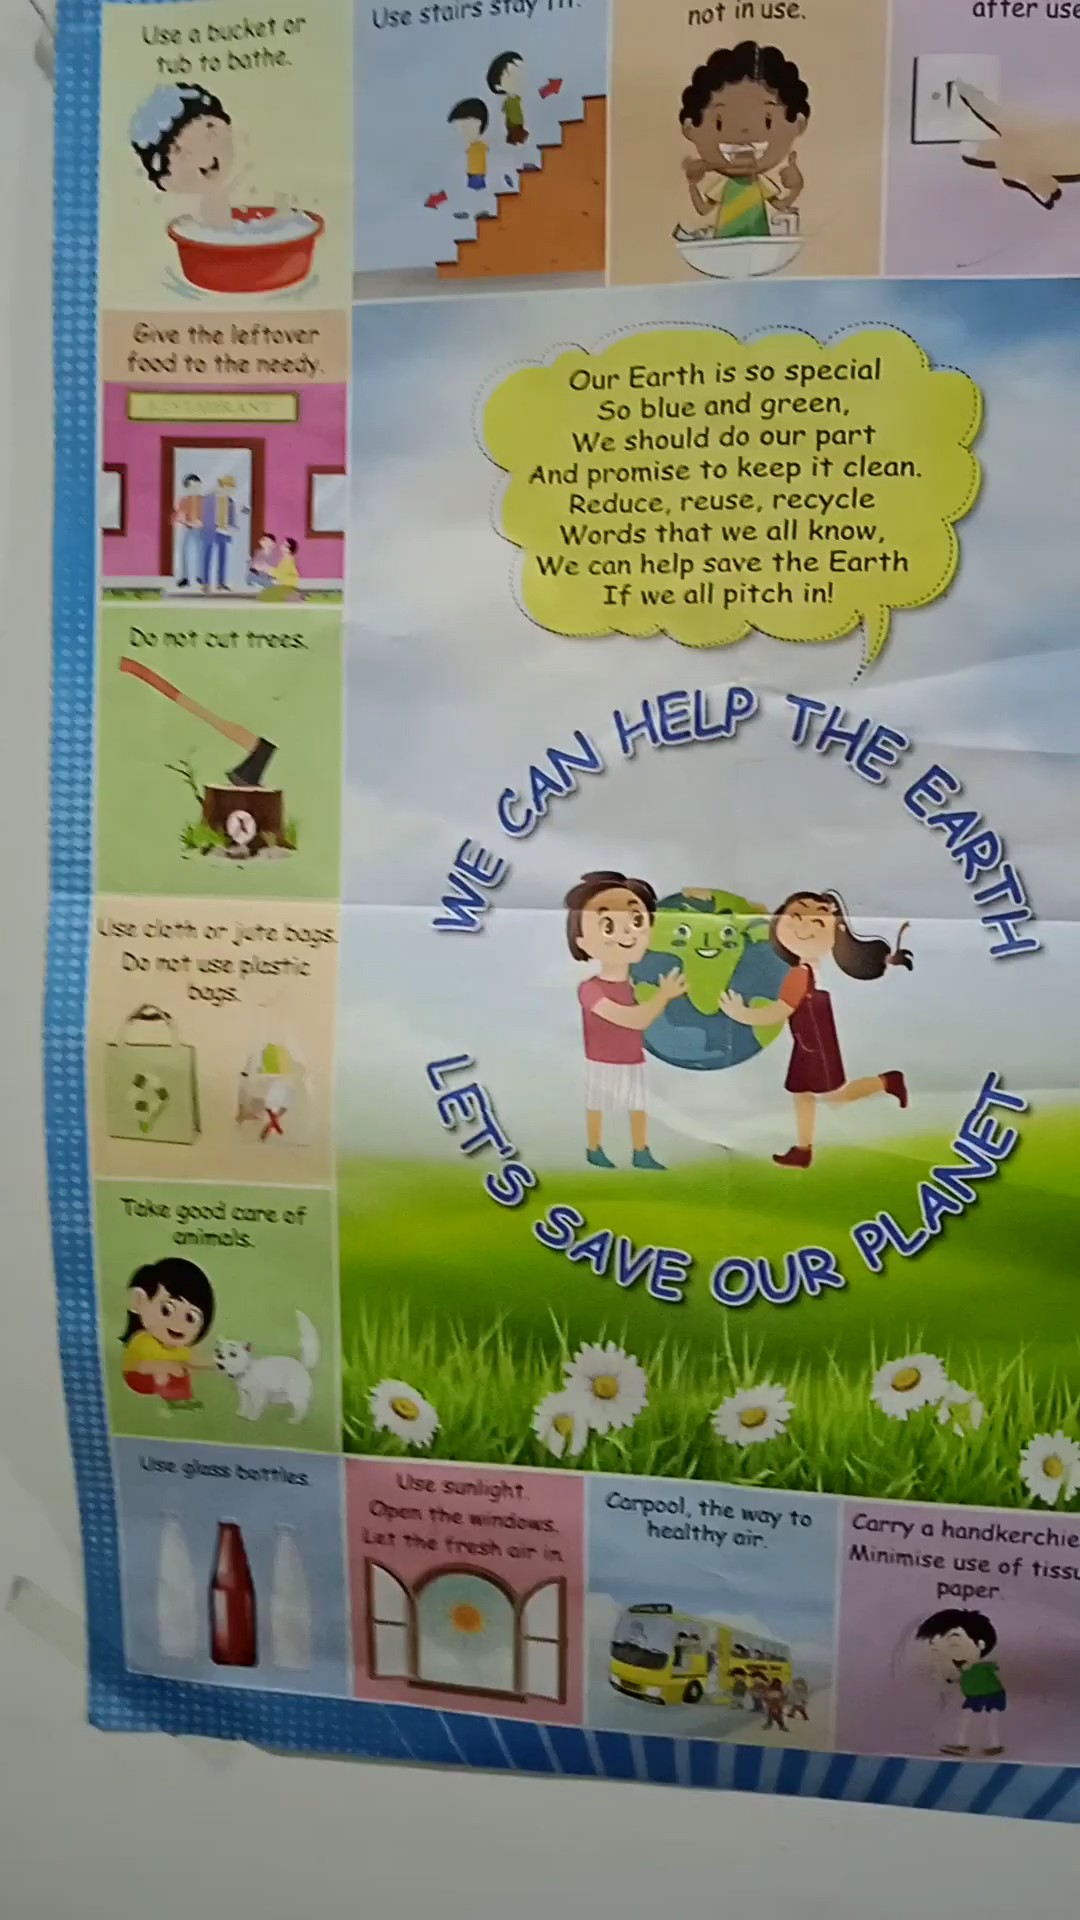 Use a bucket or
tub to bathe.
Use stairs stay
not in use.
after use
Give the leftover
food to the needy.
RESTAURANT
Our Earth is so special
So blue and green,
We should do our part
And promise to keep it clean.
Reduce, reuse, recycle
Words that we all know,
We can help save the Earth
If we all pitch in!
Do not cut trees.
WE CAN HELP THE EARTH
Use cloth or jute bags.
Do not use plastic
bags.
LET'S SAVE OUR PLANET
Take good care of
animals.
Use glass bottles.
Use sunlight.
Open the windows.
Let the fresh air in.
Carpool, the way to
healthy air.
Carry a handkerchie
Minimise use of tissu
paper.